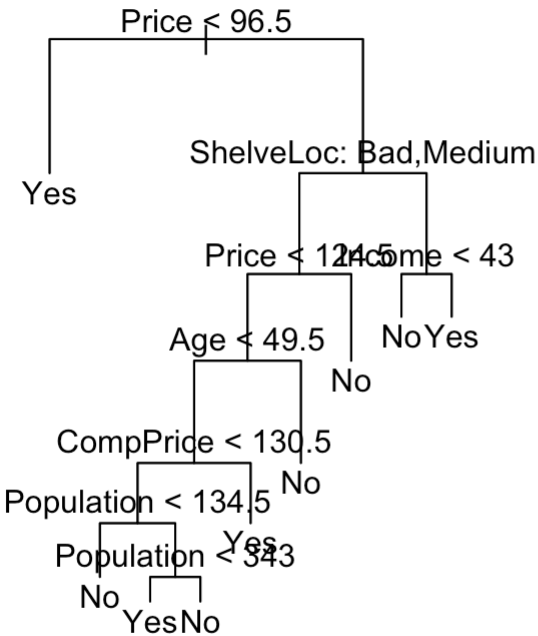 Price < 96.5
ShelveLoc: Bad,Medium
Yes
Price < 124.5
Income < 43
No
Yes
Age < 49.5
No
CompPrice < 130.5
No
Population < 134.5
Yes
Population < 343
No
Yes
No